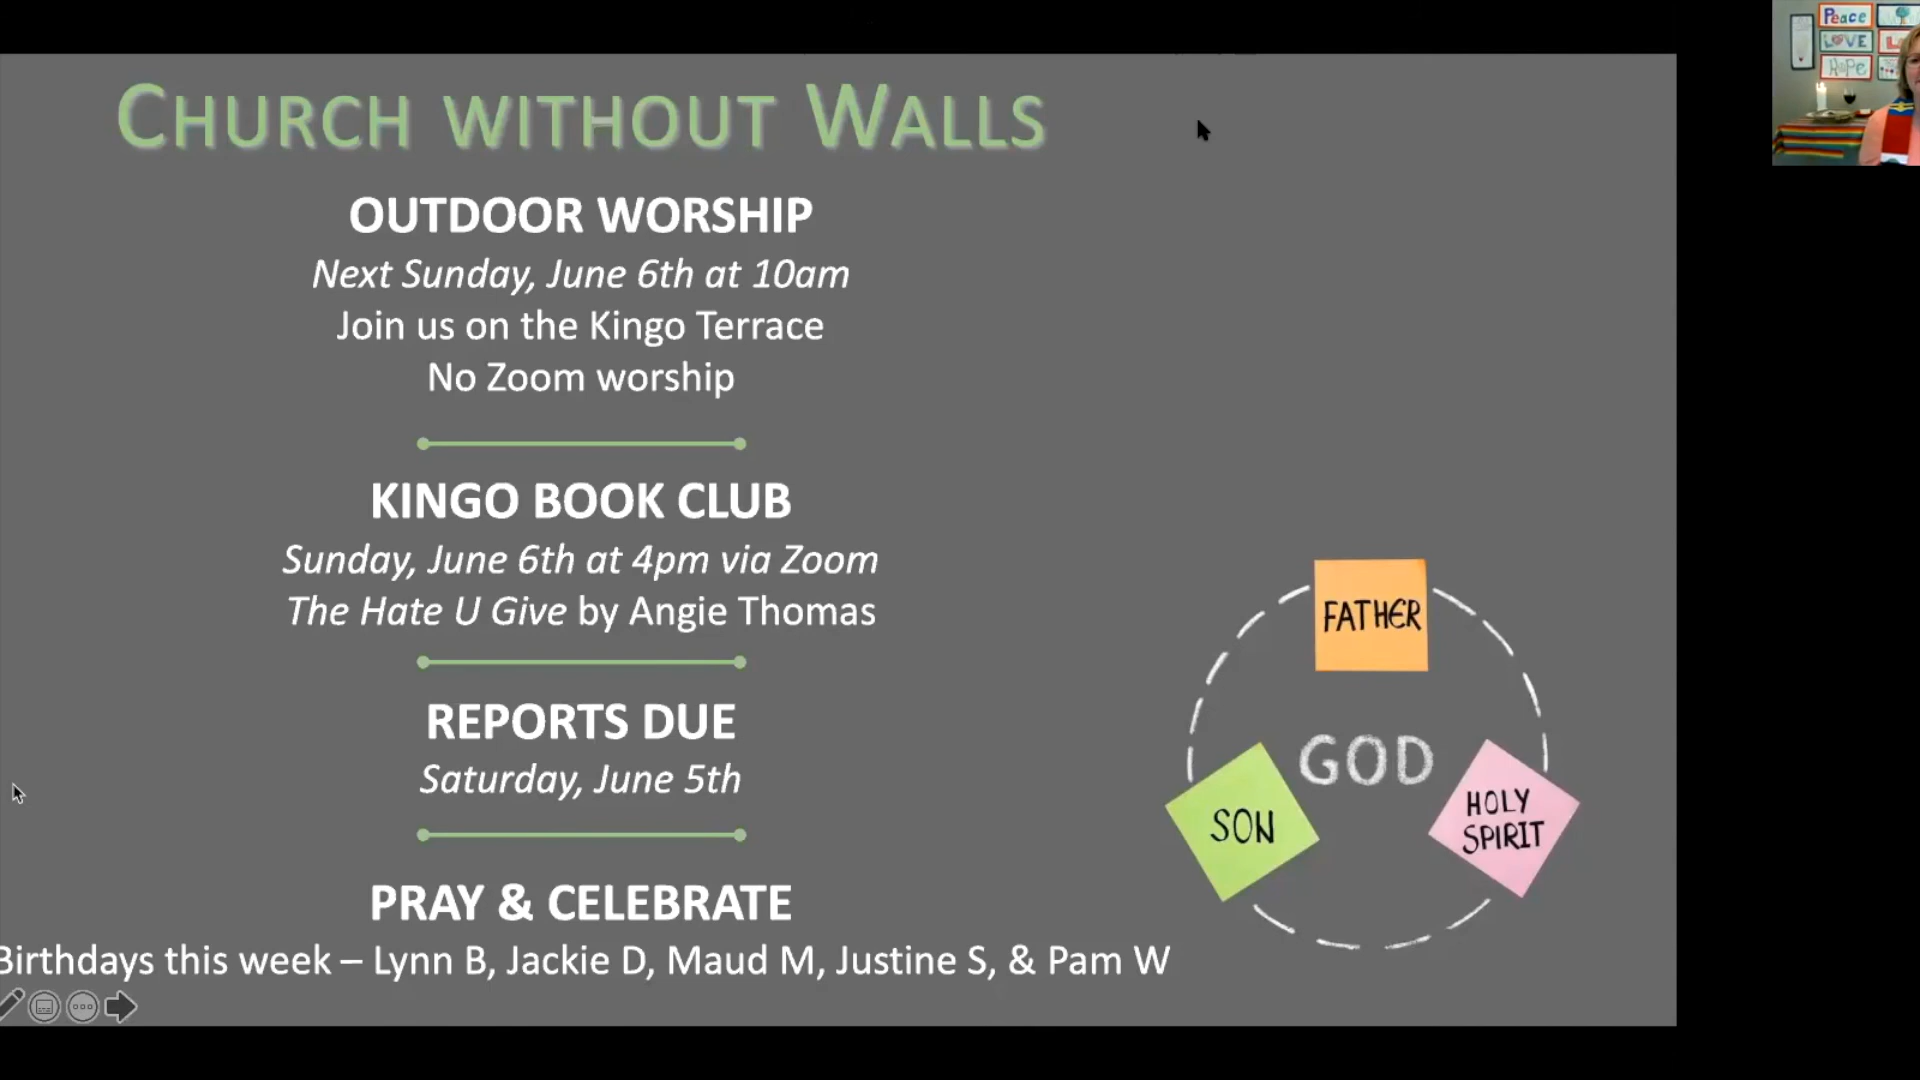 CHURCH WITHOUT WALLS
OUTDOOR WORSHIP
Next Sunday, June 6th at 10am
Join us on the Kingo Terrace
No Zoom worship
KINGO BOOK CLUB
Sunday, June 6th at 4pm via Zoom
The Hate U Give by Angie Thomas
REPORTS DUE
Saturday, June 5th
PRAY & CELEBRATE
Birthdays this week – Lynn B, Jackie D, Maud M, Justine S, & Pam W
FATHER
GOD
SON
HOLY
SPIRIT
Peace
LOVE
HOPE